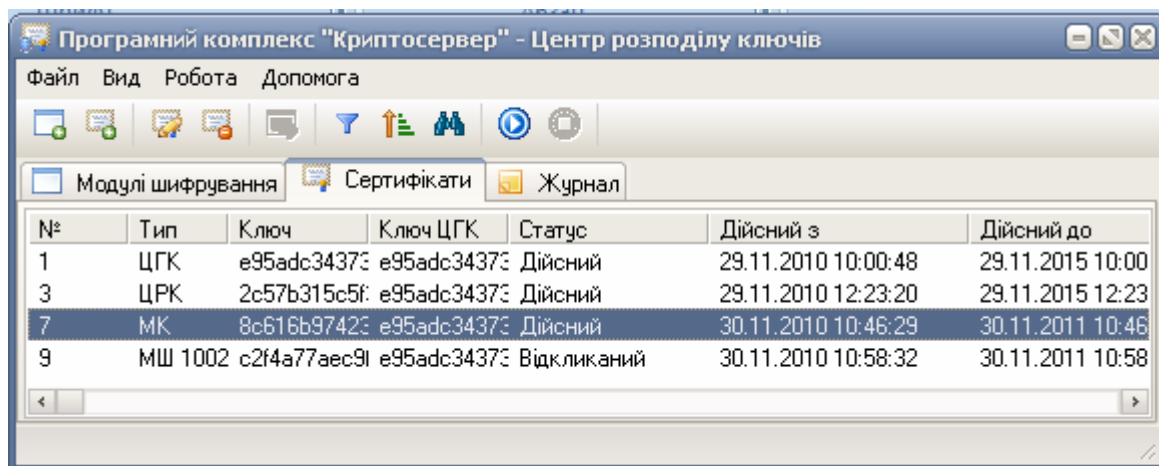 Програмний комплекс "Криптосервер" - Центр розподілу ключів
Файл Вид Робота Допомога
Модулі шифрування Сертифікати Журнал
№ Тип Ключ Ключ ЦГК Статус Дійсний з Дійсний до
1 ЦГК e95adc34373 e95adc34373 Дійсний 29.11.2010 10:00:48 29.11.2015 10:00
3 ЦРК 2c57b315c5f e95adc34373 Дійсний 29.11.2010 12:23:20 29.11.2015 12:23
7 МК 8c616b97423 e95adc34373 Дійсний 30.11.2010 10:46:29 30.11.2011 10:46
9 МШ 1002 c2f4a77aec9 e95adc34373 Відкликаний 30.11.2010 10:58:32 30.11.2011 10:58